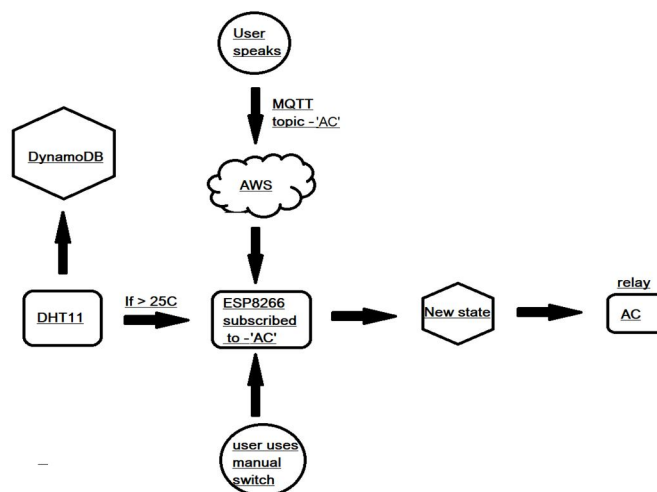 User
speaks
MQTT
topic -'AC'
DynamoDB
AWS
relay
DHT11
If > 25C
ESP8266
subscribed
to -'AC'
New state
AC
user uses
manual
switch